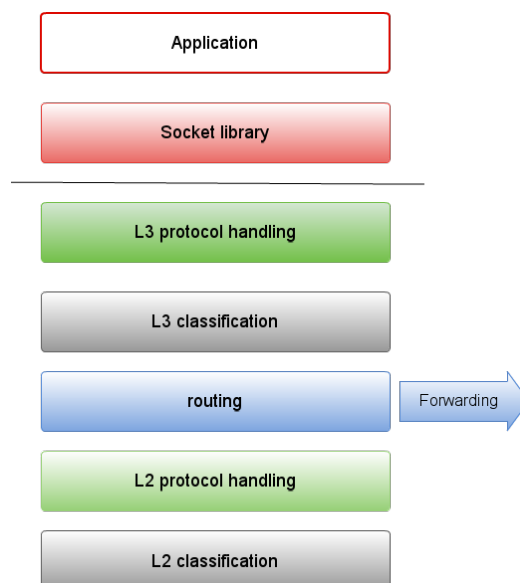 Application
Socket library
L3 protocol handling
L3 classification
routing
Forwarding
L2 protocol handling
L2 classification